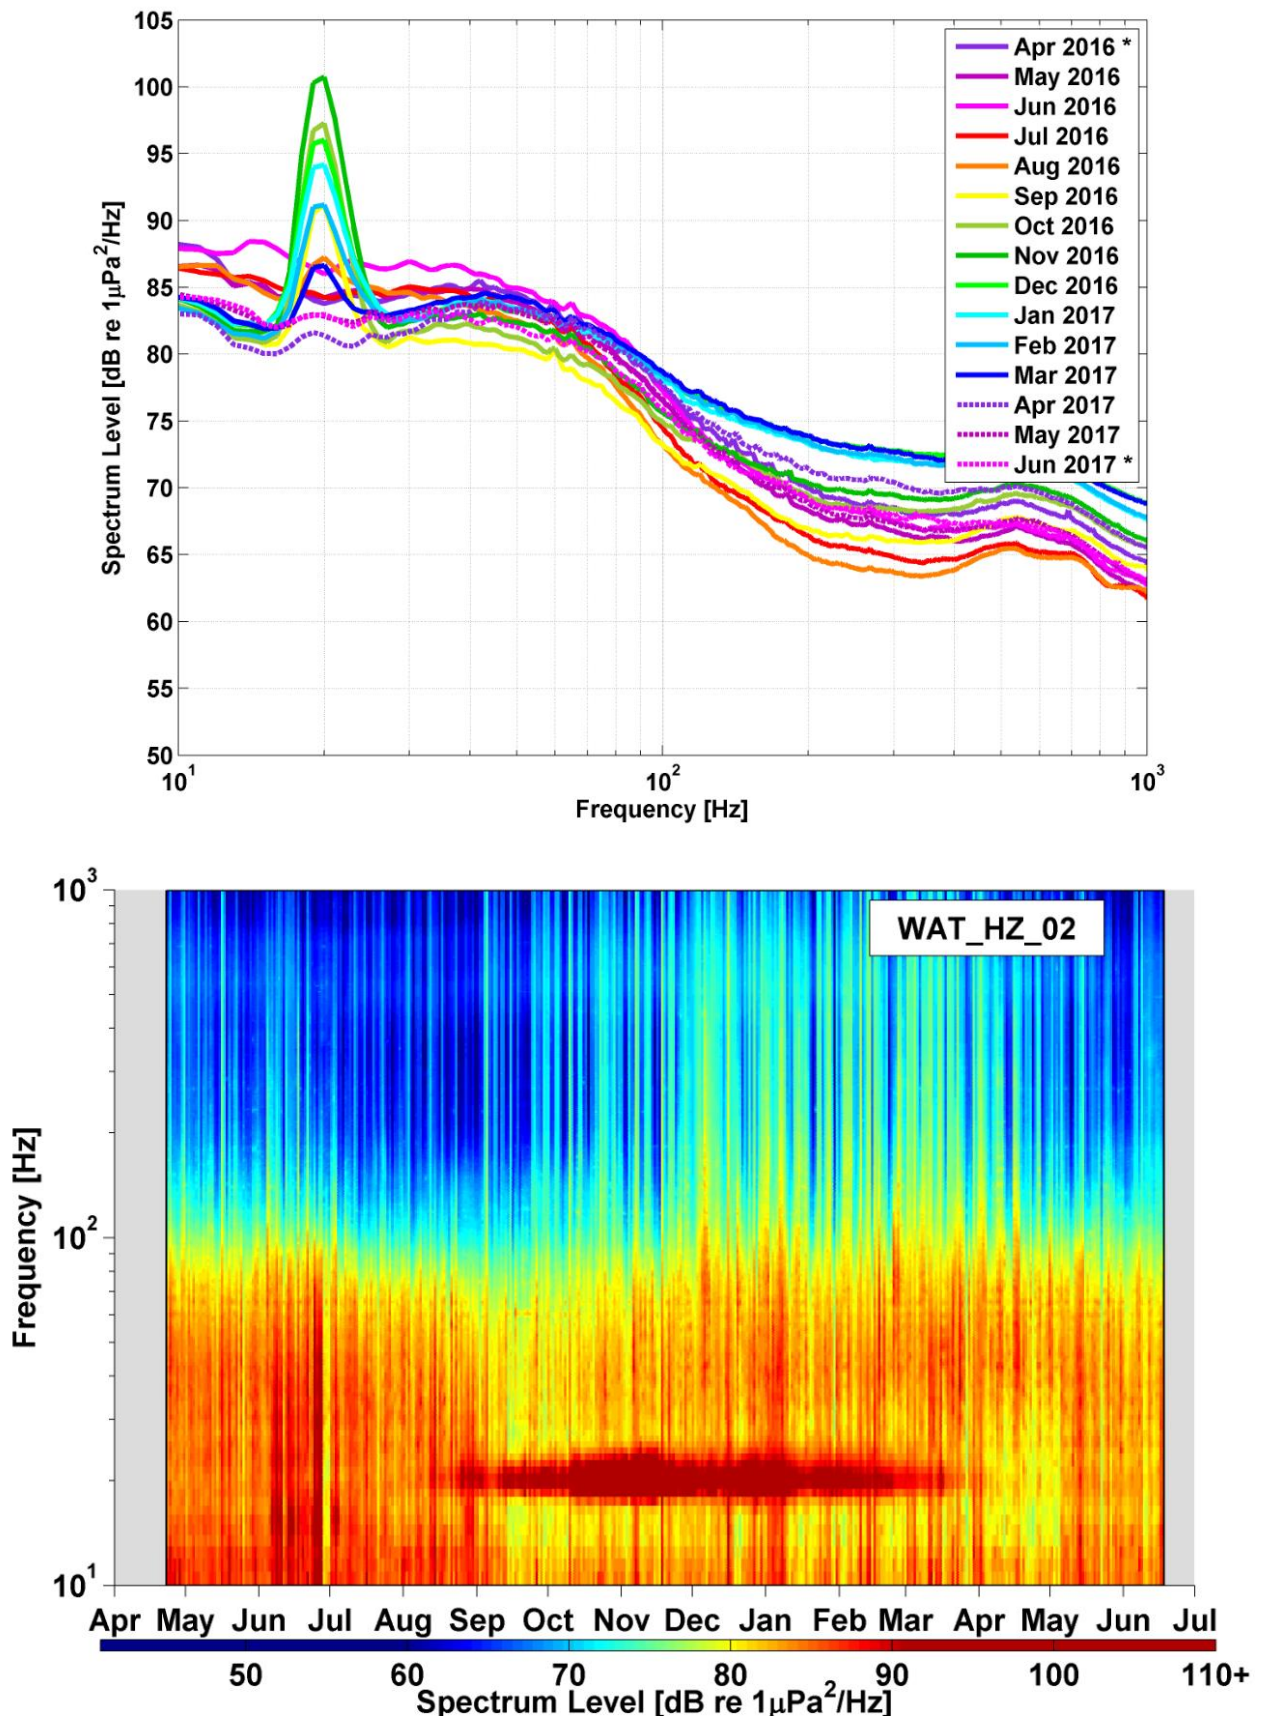 105
100
95
90
85
80
75
70
65
60
55
50
Spectrum Level [dB re 1μPa²/Hz]
Apr 2016 *
May 2016
Jun 2016
Jul 2016
Aug 2016
Sep 2016
Oct 2016
Nov 2016
Dec 2016
Jan 2017
Feb 2017
Mar 2017
Apr 2017
May 2017
Jun 2017 *
10¹ 10² 10³
Frequency [Hz]
10³
10²
10¹
Frequency [Hz]
WAT_HZ_02
Apr May Jun Jul Aug Sep Oct Nov Dec Jan Feb Mar Apr May Jun Jul
50 60 70 80 90 100 110+
Spectrum Level [dB re 1μPa²/Hz]